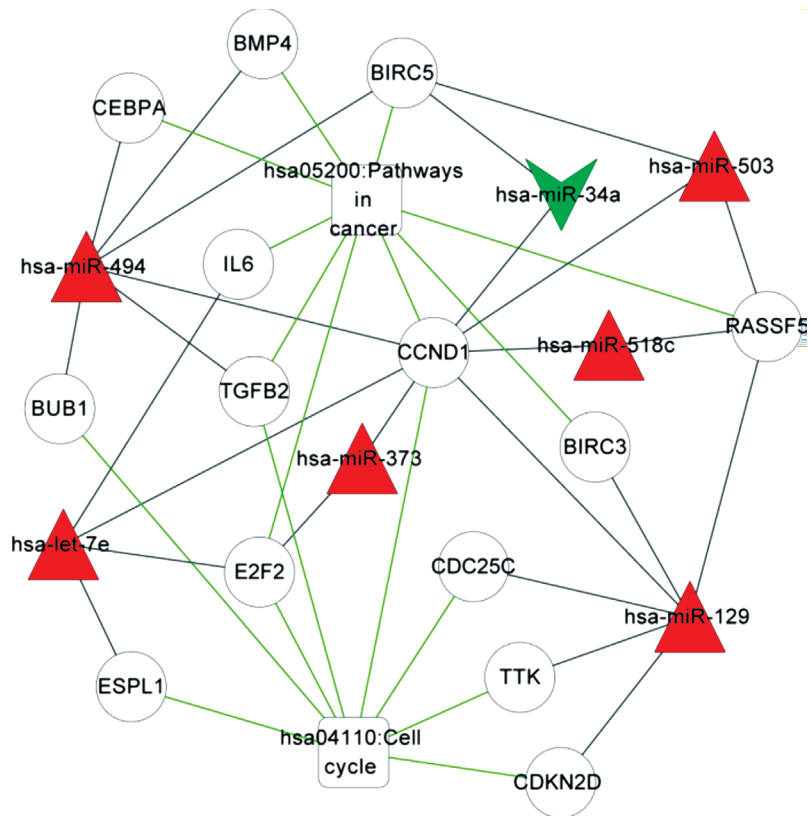 BMP4
BIRC5
CEBPA
hsa05200:Pathways
in
cancer
hsa-miR-503
hsa-miR-34a
hsa-miR-494
IL6
RASSF5
hsa-miR-518c
CCND1
TGFB2
BUB1
BIRC3
hsa-miR-373
hsa-let-7e
E2F2
CDC25C
hsa-miR-129
TTK
ESPL1
hsa04110:Cell
cycle
CDKN2D